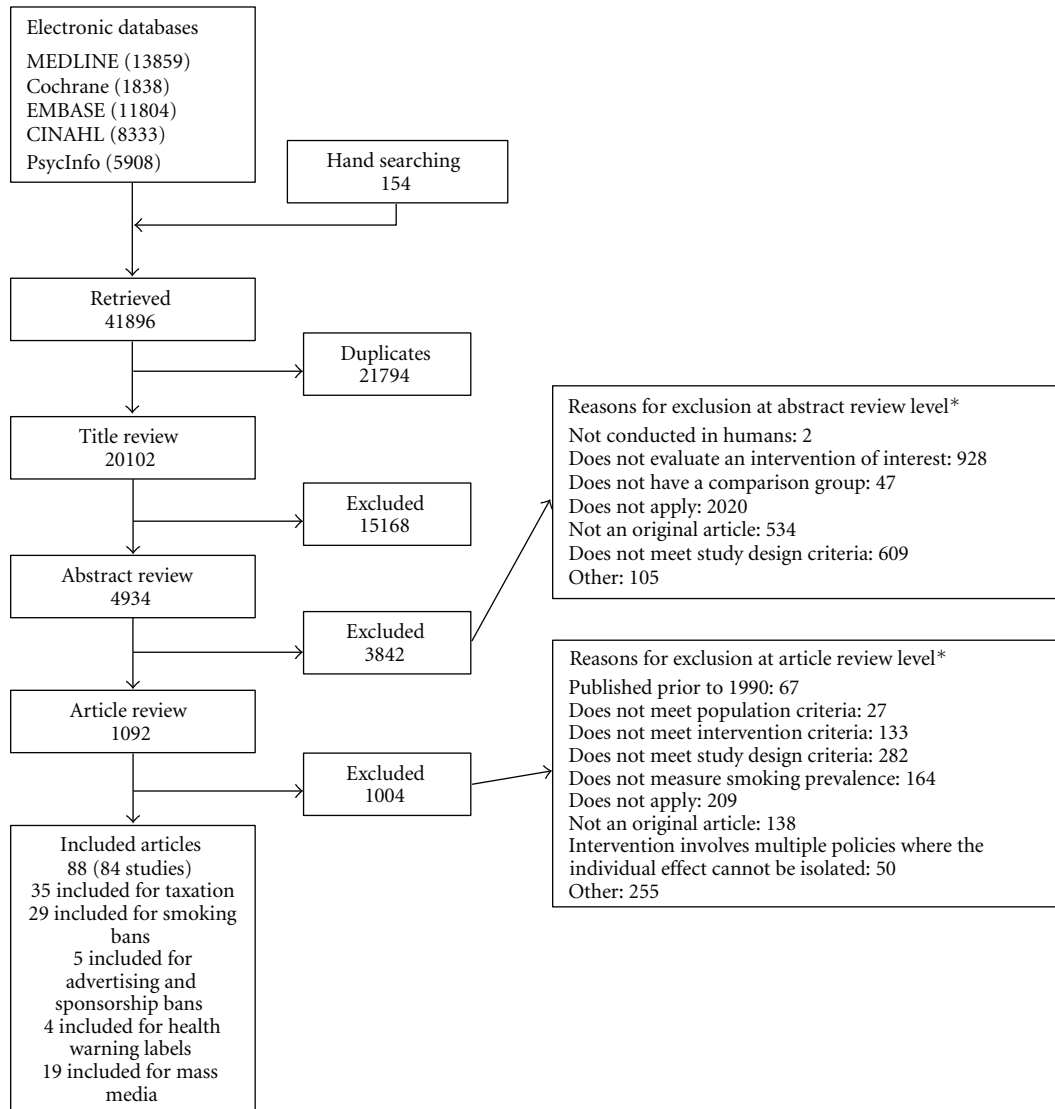 Electronic databases
MEDLINE (13859)
Cochrane (1838)
EMBASE (11804)
CINAHL (8333)
PsycInfo (5908)
Hand searching
154
Retrieved
41896
Duplicates
21794
Title review
20102
Excluded
15168
Abstract review
4934
Excluded
3842
Reasons for exclusion at abstract review level*
Not conducted in humans: 2
Does not evaluate an intervention of interest: 928
Does not have a comparison group: 47
Does not apply: 2020
Not an original article: 534
Does not meet study design criteria: 609
Other: 105
Article review
1092
Excluded
1004
Reasons for exclusion at article review level*
Published prior to 1990: 67
Does not meet population criteria: 27
Does not meet intervention criteria: 133
Does not meet study design criteria: 282
Does not measure smoking prevalence: 164
Does not apply: 209
Not an original article: 138
Intervention involves multiple policies where the
individual effect cannot be isolated: 50
Other: 255
Included articles
88 (84 studies)
35 included for taxation
29 included for smoking
bans
5 included for
advertising and
sponsorship bans
4 included for health
warning labels
19 included for mass
media